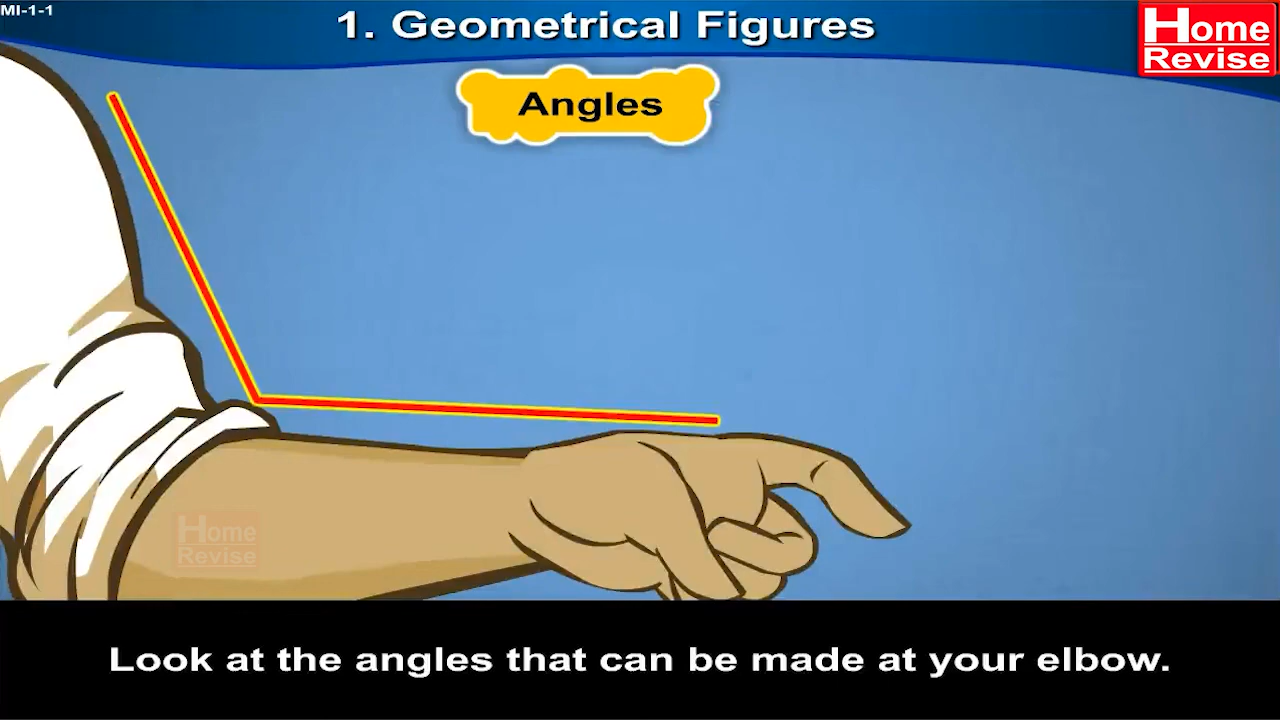 MI-1-1
1. Geometrical Figures
Home
Revise
Angles
Home
Revise
Look at the angles that can be made at your elbow.